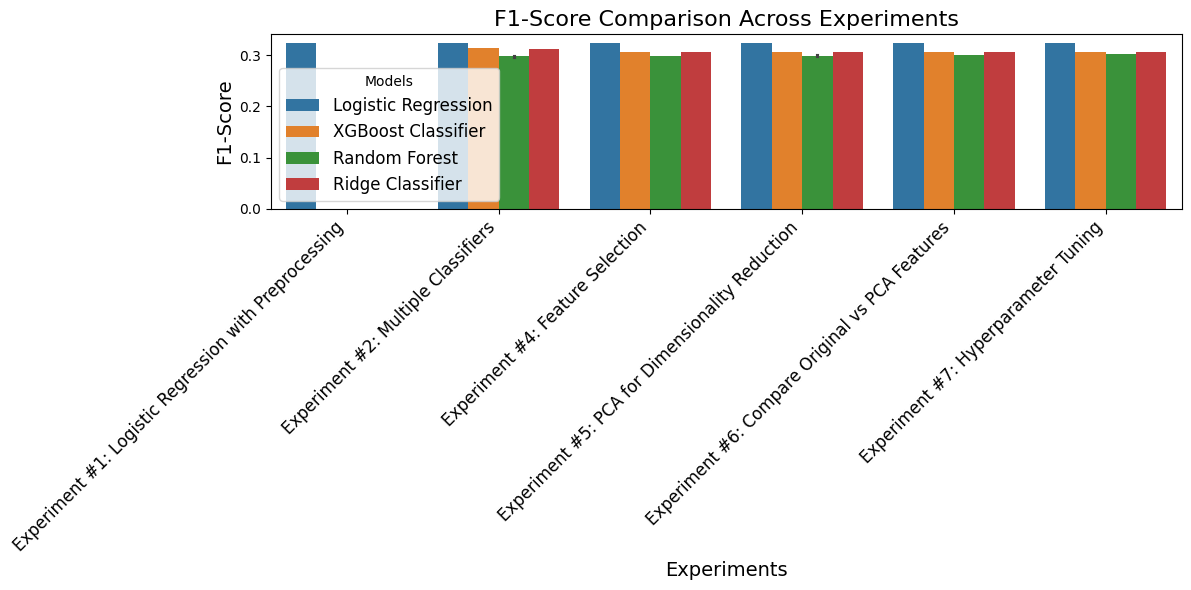 F1-Score Comparison Across Experiments
F1-Score
0.3
0.2
0.1
0.0
Models
Logistic Regression
XGBoost Classifier
Random Forest
Ridge Classifier
Experiment #1: Logistic Regression with Preprocessing
Experiment #2: Multiple Classifiers
Experiment #4: Feature Selection
Experiment #5: PCA for Dimensionality Reduction
Experiment #6: Compare Original vs PCA Features
Experiment #7: Hyperparameter Tuning
Experiments